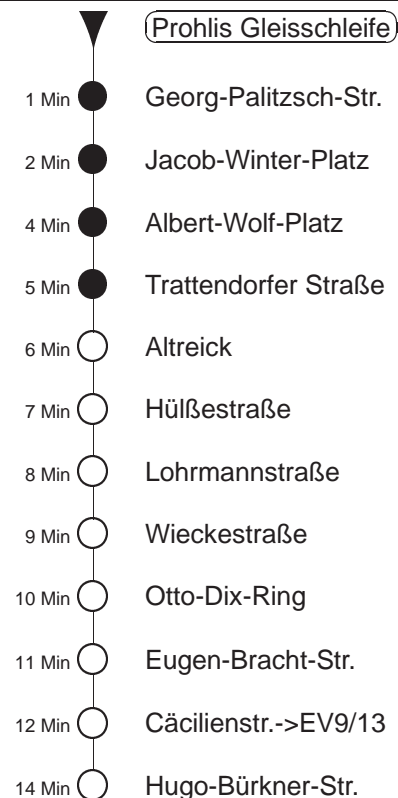 Prohlis Gleisschleife
1 Min Georg-Palitzsch-Str.
2 Min Jacob-Winter-Platz
4 Min Albert-Wolf-Platz
5 Min Trattendorfer Straße
6 Min Altreick
7 Min Hülßestraße
8 Min Lohrmannstraße
9 Min Wieckestraße
10 Min Otto-Dix-Ring
11 Min Eugen-Bracht-Str.
12 Min Cäcilienstr.->EV9/13
14 Min Hugo-Bürkner-Str.